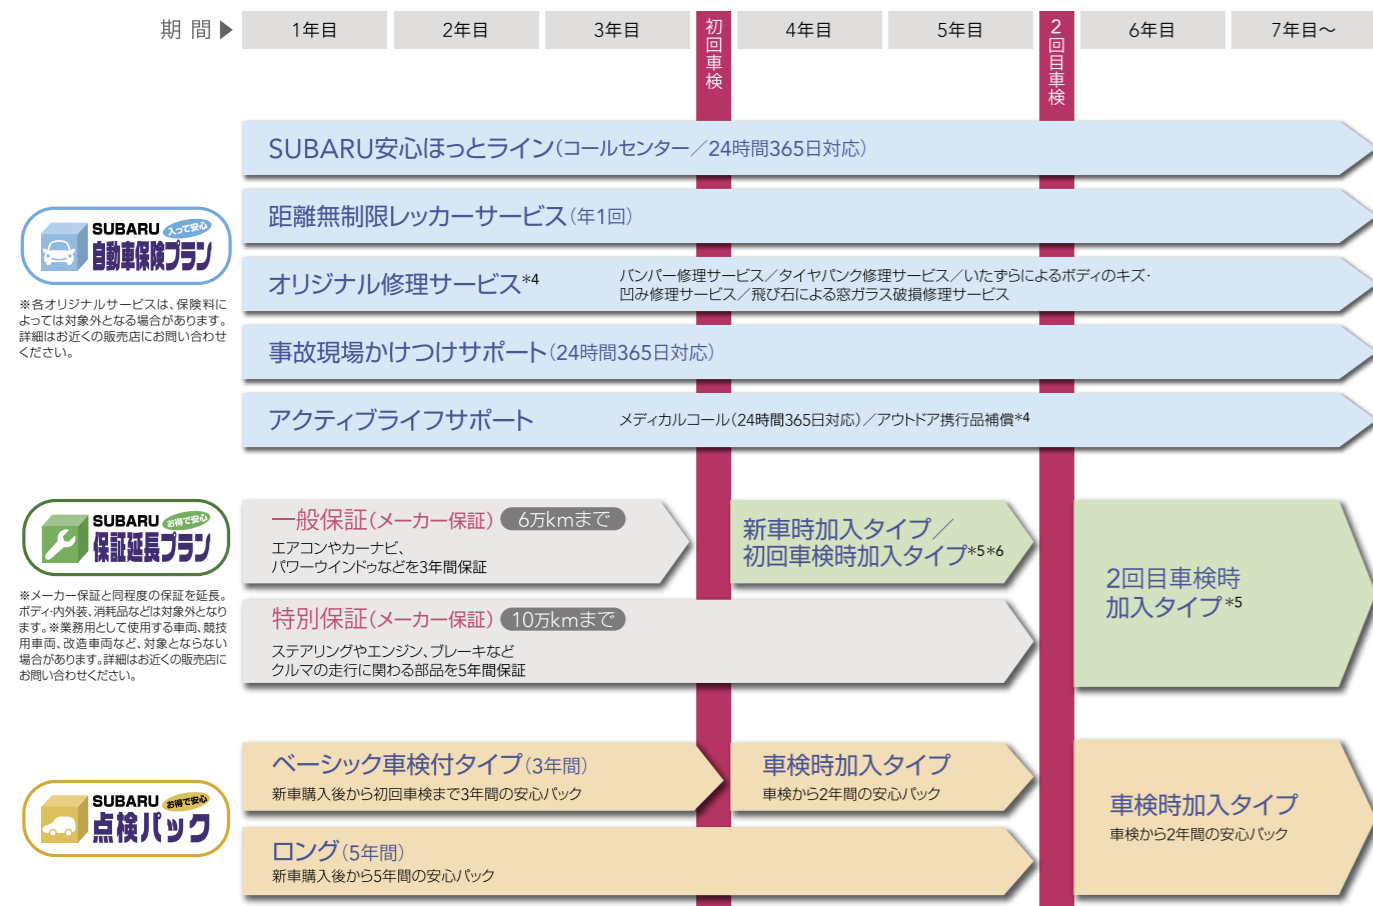 期 間▶
1年目
2年目
3年目
初回車検
4年目
5年目
2回目車検
6年目
7年目～
SUBARU安心ほっとライン(コールセンター／24時間365日対応)
距離無制限レッカーサービス(年1回)
オリジナル修理サービス*4
バンパー修理サービス／タイヤパンク修理サービス／いたずらによるボディのキズ・
凹み修理サービス／飛び石による窓ガラス破損修理サービス
事故現場かけつけサポート(24時間365日対応)
アクティブライフサポート
メディカルコール(24時間365日対応)／アウトドア携行品補償*4
SUBARU 入って安心
自動車保険プラン
※各オリジナルサービスは、保険料に
よっては対象外となる場合があります。
詳細はお近くの販売店にお問い合わせ
ください。
SUBARU お得で安心
保証延長プラン
※メーカー保証と同程度の保証を延長。
ボディ・内外装、消耗品などは対象外となり
ます。※業務用として使用する車両、競技
用車両、改造車両など、対象とならない
場合があります。詳細はお近くの販売店に
お問い合わせください。
一般保証(メーカー保証) 6万kmまで
エアコンやカーナビ、
パワーウインドゥなどを3年間保証
特別保証(メーカー保証) 10万kmまで
ステアリングやエンジン、ブレーキなど
クルマの走行に関わる部品を5年間保証
新車時加入タイプ／
初回車検時加入タイプ*5*6
2回目車検時
加入タイプ*5
SUBARU お得で安心
点検パック
ベーシック車検付タイプ(3年間)
新車購入後から初回車検まで3年間の安心パック
車検時加入タイプ
車検から2年間の安心パック
ロング(5年間)
新車購入後から5年間の安心パック
車検時加入タイプ
車検から2年間の安心パック